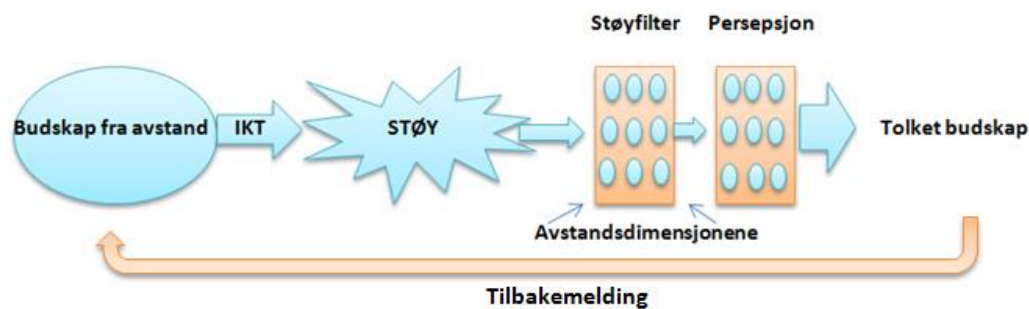 Støyfilter
Persepsjon
Budskap fra avstand
IKT
STØY
Tolket budskap
Avstandsdimensjonene
Tilbakemelding